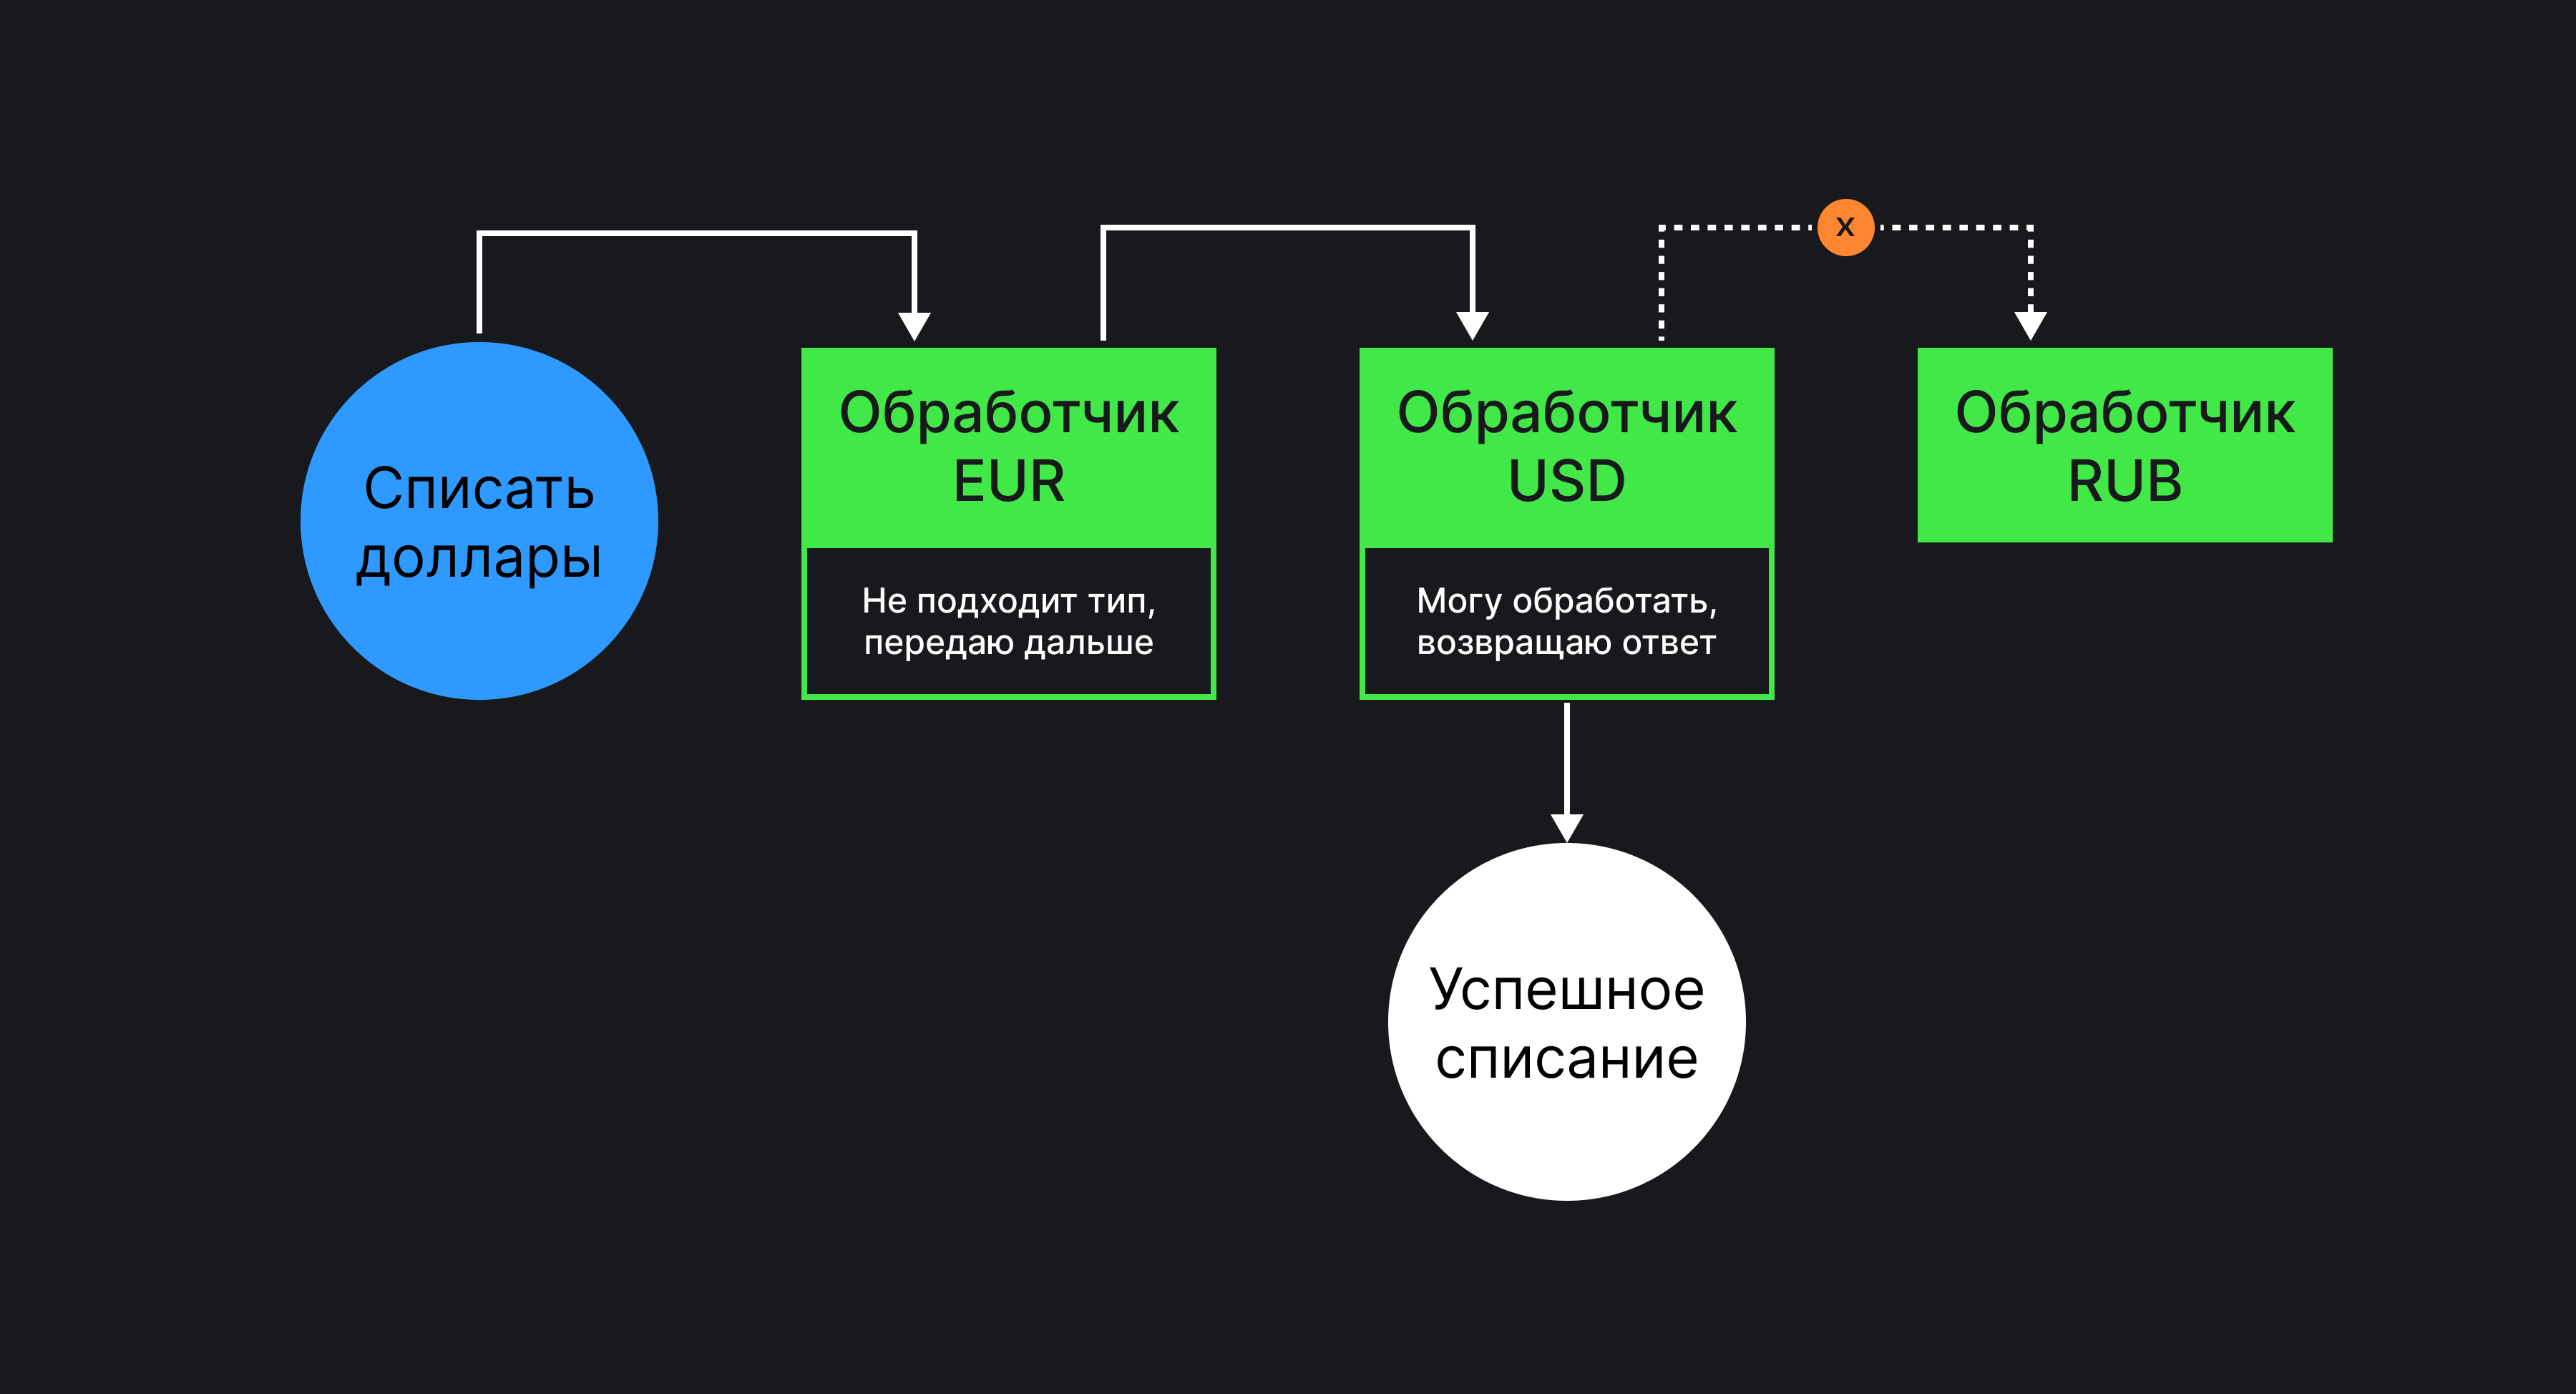 Списать
доллары
Обработчик
EUR
Не подходит тип,
передаю дальше
Обработчик
USD
Могу обработать,
возвращаю ответ
x
Обработчик
RUB
Успешное
списание